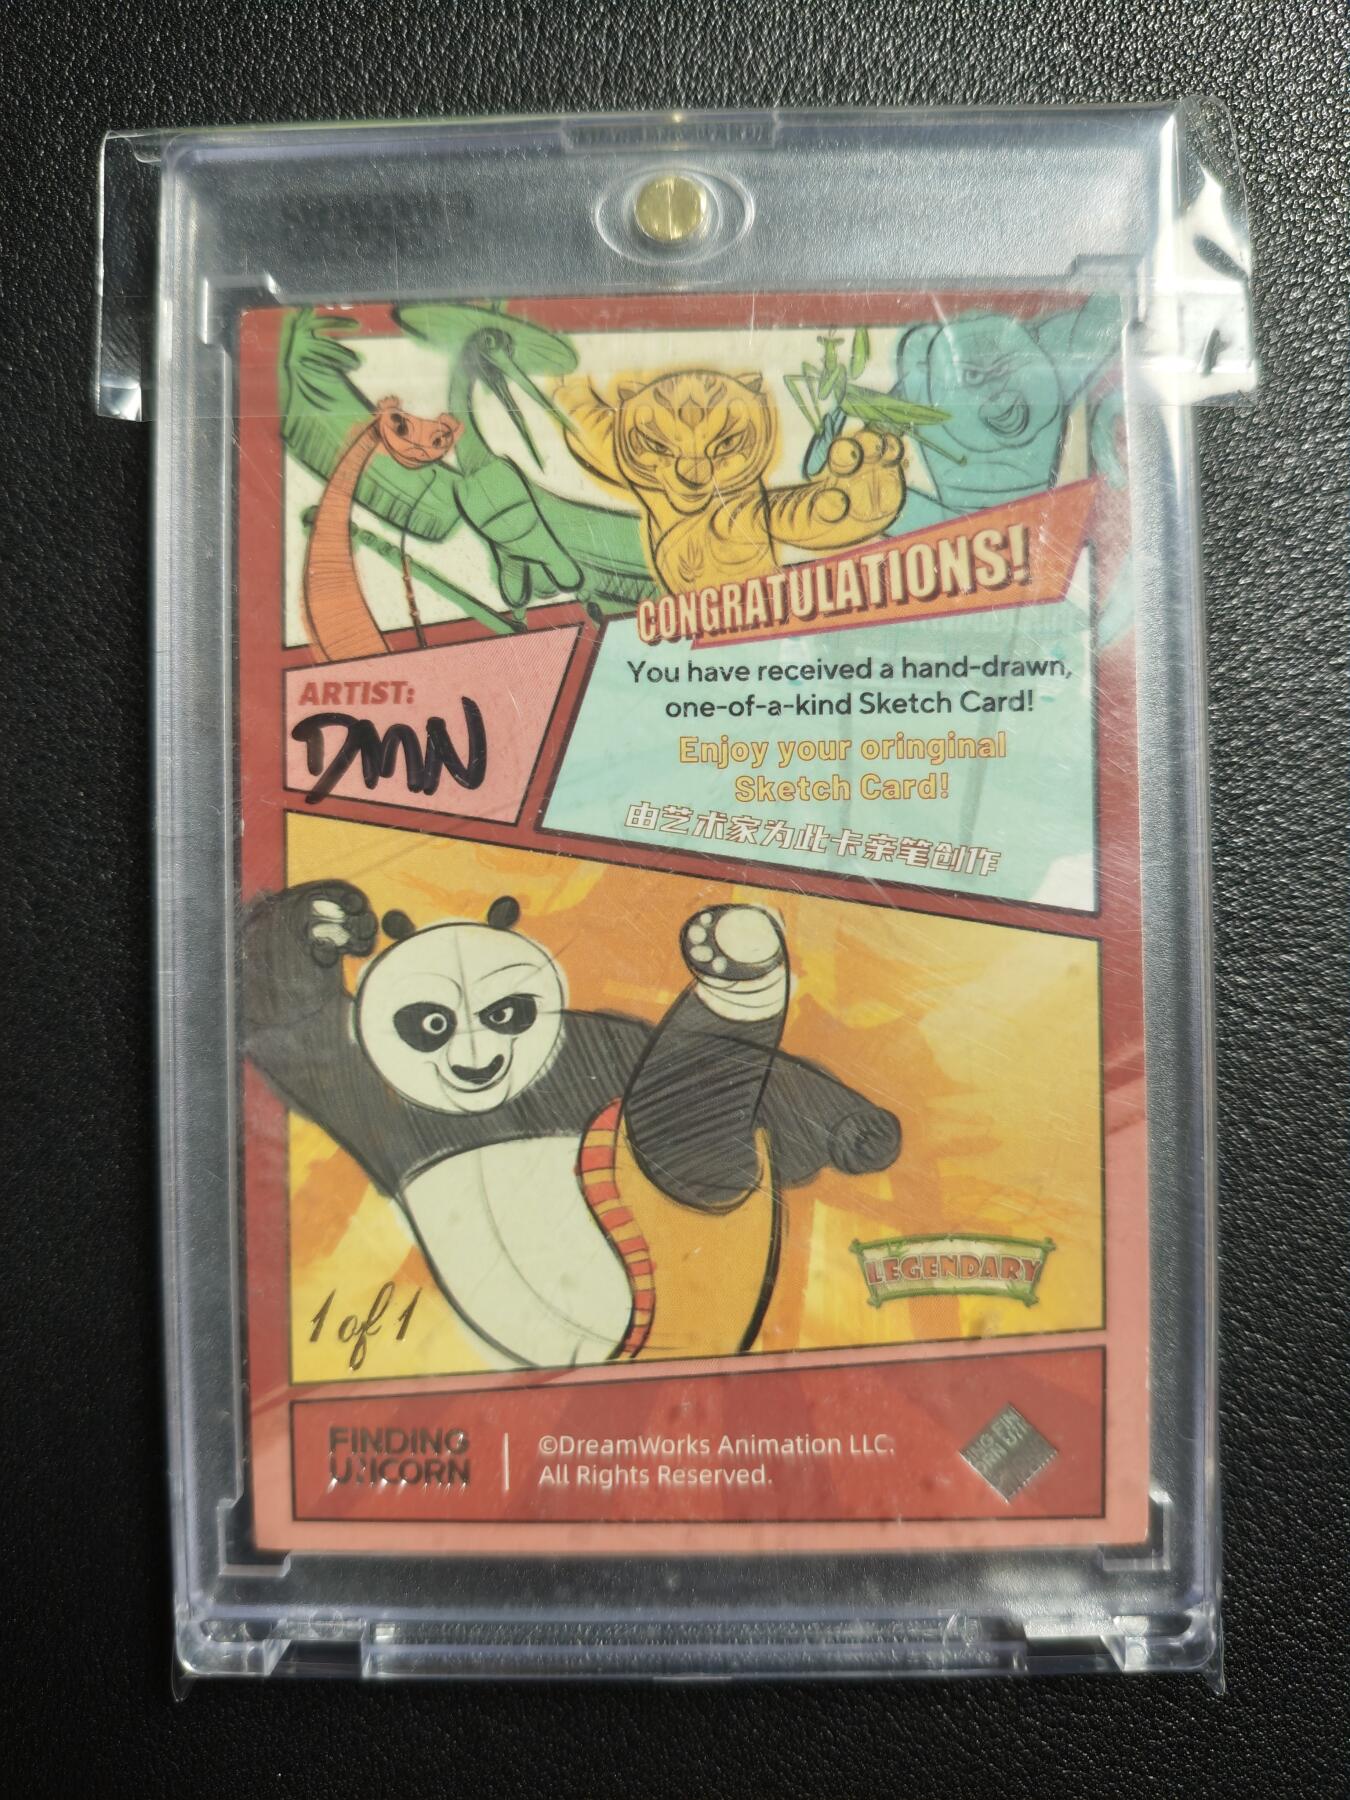 CONGRATULATIONS!
You have received a hand-drawn,
one-of-a-kind Sketch Card!
Enjoy your oringinal
Sketch Card!
由艺术家为此卡亲笔创作
ARTIST:
DMN
LEGENDARY
1 of 1
FINDING
UNICORN
©DreamWorks Animation LLC.
All Rights Reserved.